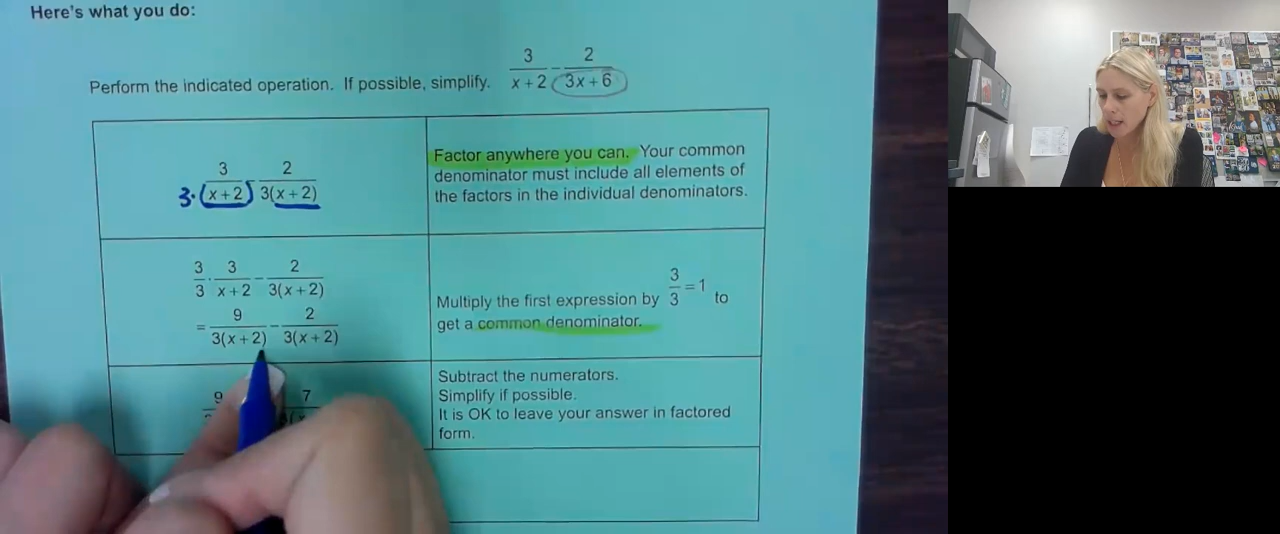 Here's what you do:
Perform the indicated operation. If possible, simplify. 3/(x + 2) − 2/(3x + 6)
3 · 3/(x + 2) − 2/(3(x + 2))
Factor anywhere you can. Your common
denominator must include all elements of
the factors in the individual denominators.
3/3 · 3/(x + 2) − 2/(3(x + 2))
= 9/(3(x + 2)) − 2/(3(x + 2))
Multiply the first expression by 3/3 = 1 to
get a common denominator.
9 7
Subtract the numerators.
Simplify if possible.
It is OK to leave your answer in factored
form.